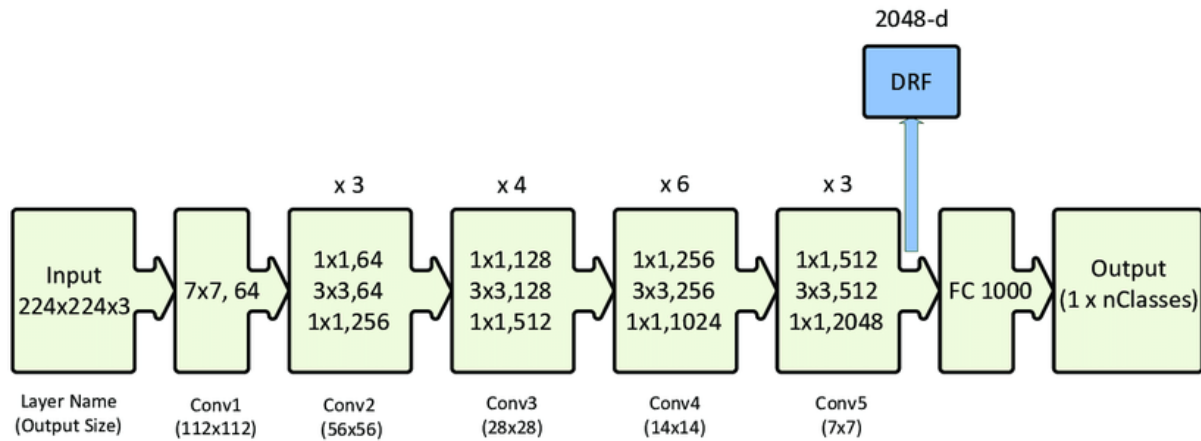 2048-d
DRF
x 3
x 4
x 6
x 3
Input
224x224x3
7x7, 64
1x1,64
3x3,64
1x1,256
1x1,128
3x3,128
1x1,512
1x1,256
3x3,256
1x1,1024
1x1,512
3x3,512
1x1,2048
FC 1000
Output
(1 x nClasses)
Layer Name
(Output Size)
Conv1
(112x112)
Conv2
(56x56)
Conv3
(28x28)
Conv4
(14x14)
Conv5
(7x7)